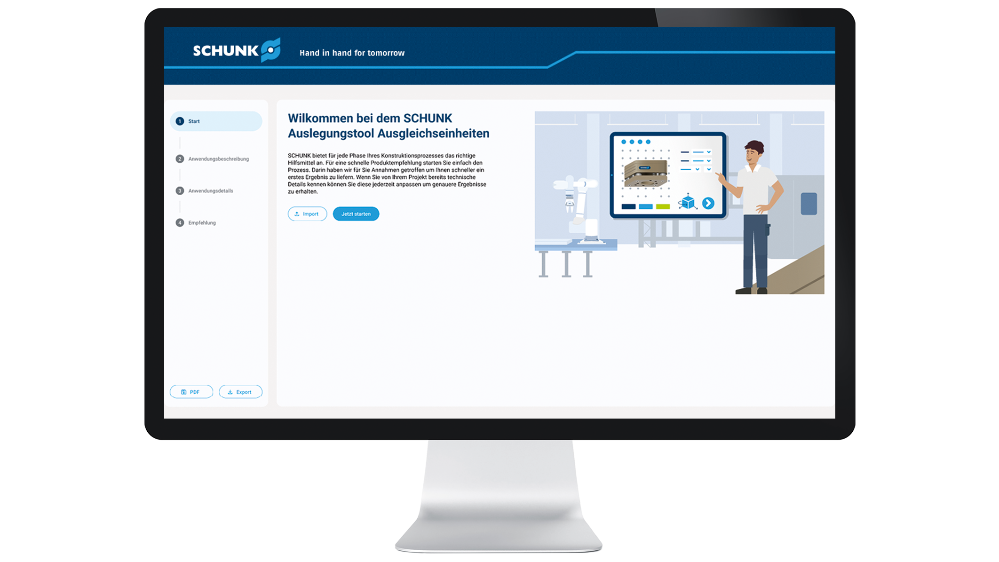 SCHUNK
Hand in hand for tomorrow
1 Start
2 Anwendungsbeschreibung
3 Anwendungsdetails
4 Empfehlung
PDF
Export
Wilkommen bei dem SCHUNK
Auslegungstool Ausgleichseinheiten
SCHUNK bietet für jede Phase Ihres Konstruktionsprozesses das richtige
Hilfsmittel an. Für eine schnelle Produktempfehlung starten Sie einfach den
Prozess. Darin haben wir für Sie Annahmen getroffen um Ihnen schneller ein
erstes Ergebnis zu liefern. Wenn Sie von Ihrem Projekt bereits technische
Details kennen können Sie diese jederzeit anpassen um genauere Ergebnisse
zu erhalten.
Import
Jetzt starten